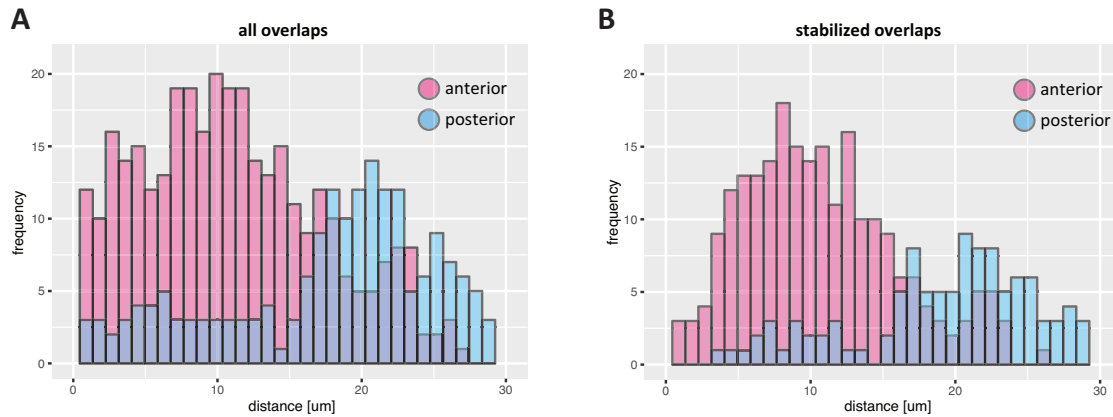 A
all overlaps
20
15
10
5
0
frequency
anterior
posterior
0
10
20
30
distance [um]
B
stabilized overlaps
20
15
10
5
0
frequency
anterior
posterior
0
10
20
30
distance [um]